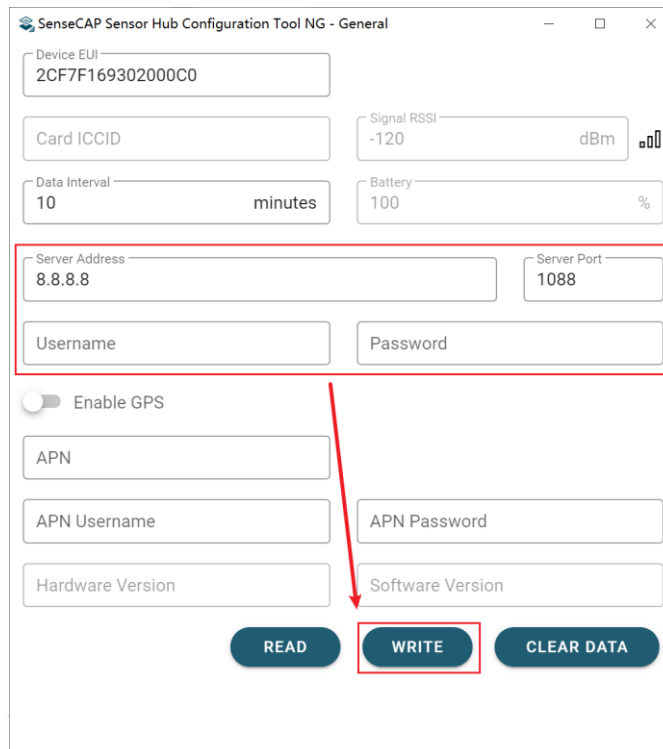 SenseCAP Sensor Hub Configuration Tool NG - General
Device EUI
2CF7F169302000C0
Card ICCID
Signal RSSI
-120 dBm
Data Interval
10 minutes
Battery
100 %
Server Address
8.8.8.8
Server Port
1088
Username
Password
Enable GPS
APN
APN Username
APN Password
Hardware Version
Software Version
READ
WRITE
CLEAR DATA